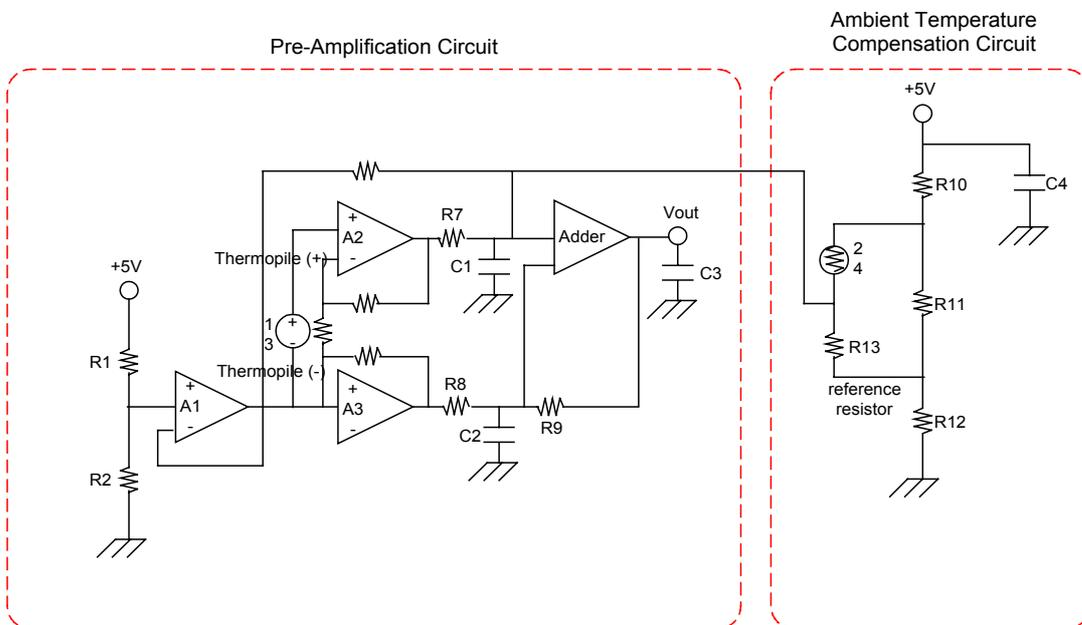 Ambient Temperature
Compensation Circuit
Pre-Amplification Circuit
+5V
R10
C4
R7
Vout
+
A2
-
Adder
2
4
Thermopile (+)
C1
C3
+5V
R11
1
3
+
-
R1
R13
Thermopile (-)
reference
resistor
+
A1
-
R8
+
A3
-
R9
C2
R12
R2